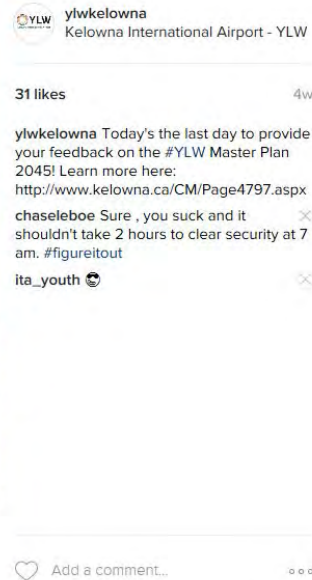 YLW
ylwkelowna
Kelowna International Airport - YLW
31 likes
4w
ylwkelowna Today's the last day to provide
your feedback on the #YLW Master Plan
2045! Learn more here:
http://www.kelowna.ca/CM/Page4797.aspx
chaseleboe Sure , you suck and it
shouldn't take 2 hours to clear security at 7
am. #figureitout
ita_youth 😎
Add a comment...